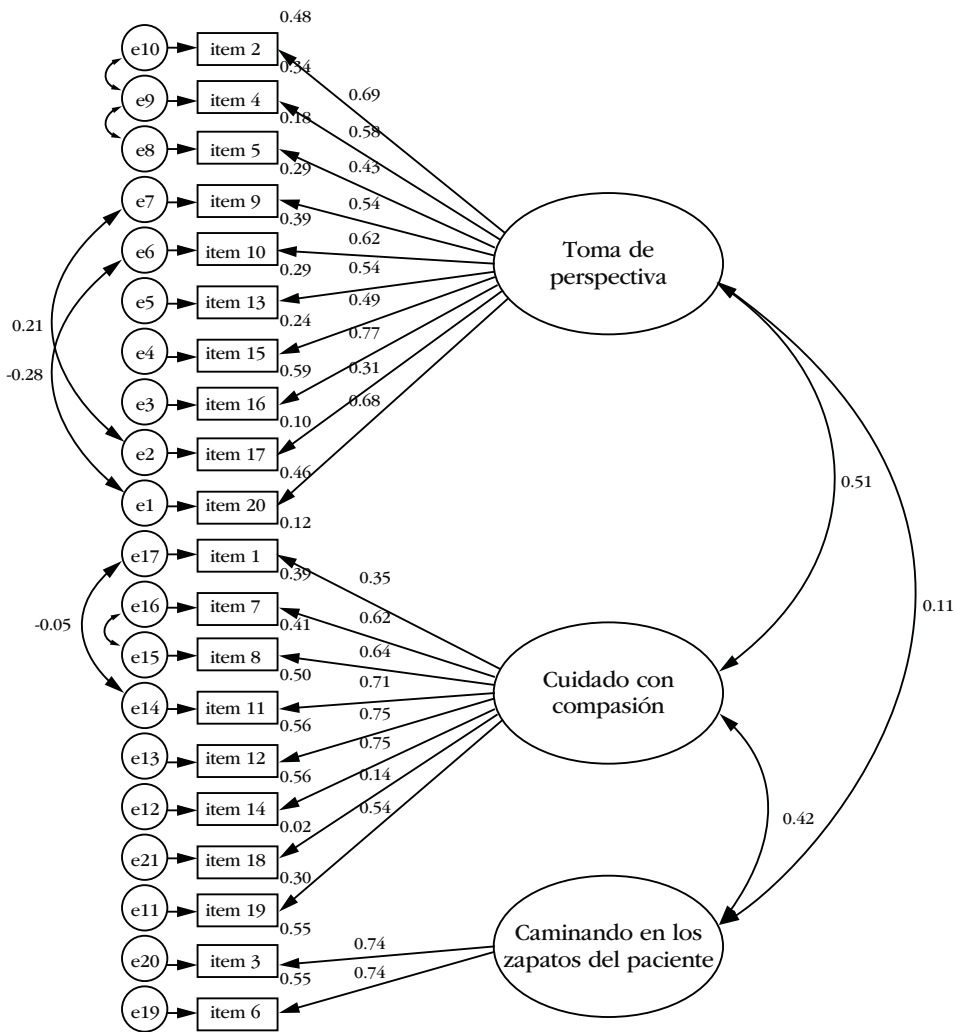 0.48
e10 item 2
0.34
0.69
e9 item 4
0.18
0.58
e8 item 5
0.43
0.29
e7 item 9
0.54
0.39
e6 item 10
0.62
0.29
0.54
e5 item 13
0.49
0.24
0.21
0.77
e4 item 15
0.59
0.31
-0.28
e3 item 16
0.68
0.10
e2 item 17
0.46
e1 item 20
0.12
Toma de
perspectiva
0.51
0.11
e17 item 1
0.39
0.35
e16 item 7
0.62
-0.05
0.41
e15 item 8
0.64
0.50
0.71
e14 item 11
0.56
0.75
e13 item 12
0.75
0.56
0.14
e12 item 14
0.54
0.02
e21 item 18
0.30
e11 item 19
0.55
Cuidado con
compasión
0.42
e20 item 3
0.74
0.55
0.74
e19 item 6
Caminando en los
zapatos del paciente